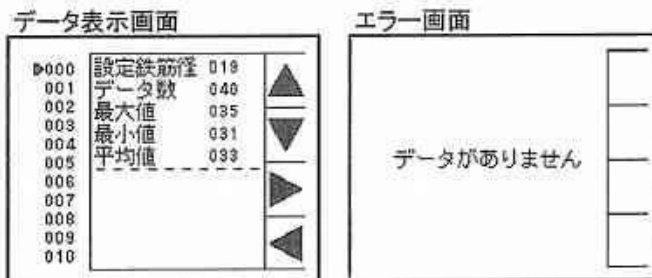 データ表示画面
エラー画面
000
001
002
003
004
005
006
007
008
009
010
設定鉄筋径 019
データ数 040
最大値 035
最小値 031
平均値 033
データがありません